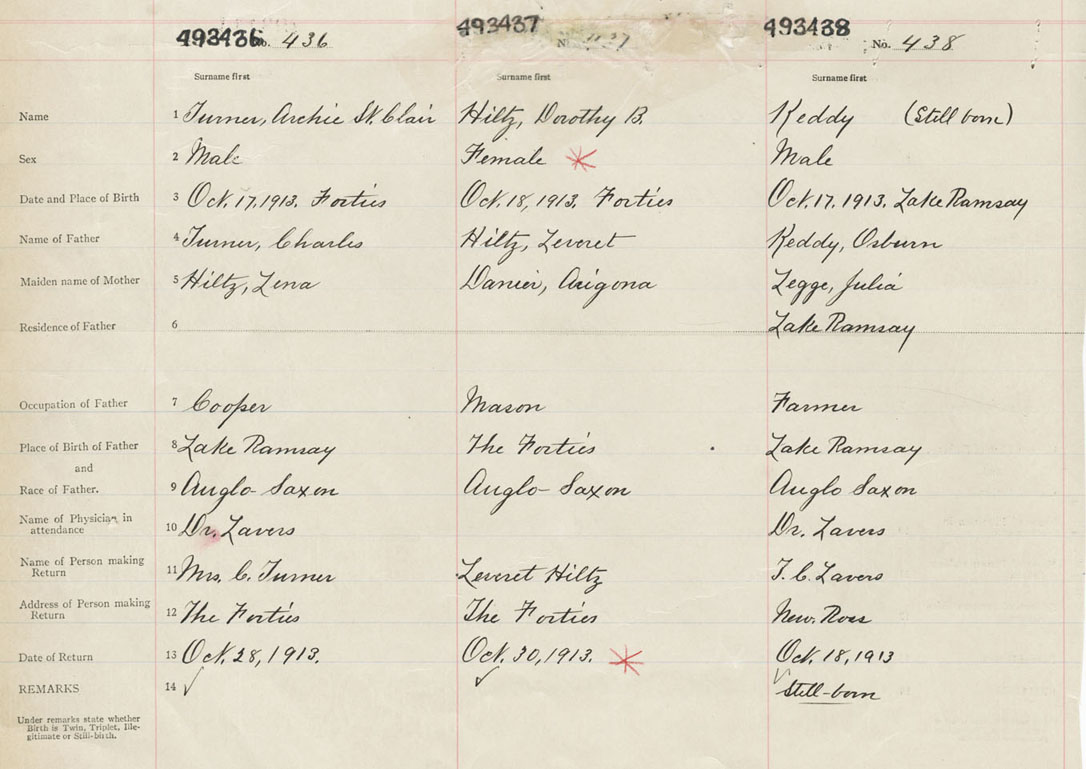 493436 No. 436 493437 No. 437 493438 No. 438
Surname first Surname first Surname first
Name 1 Turner, Archie St. Clair Hiltz, Dorothy B. Reddy (Still born)
Sex 2 Male Female Male
Date and Place of Birth 3 Oct. 17, 1913. Forties Oct. 18, 1913. Forties Oct. 17. 1913. Lake Ramsay
Name of Father 4 Turner, Charles Hiltz, Leveret Reddy, Osburn
Maiden name of Mother 5 Hiltz, Lena Arigona Legge, Julia
Residence of Father 6 Lake Ramsay
Occupation of Father 7 Cooper Mason Farmer
Place of Birth of Father 8 Lake Ramsay The Forties Lake Ramsay
and
Race of Father. 9 Anglo Saxon Anglo-Saxon Anglo Saxon
Name of Physician in
attendance 10 Dr. Lavers Dr. Lavers
Name of Person making
Return 11 Mrs. C. Turner Leveret Hiltz T. C. Lavers
Address of Person making
Return 12 The Forties The Forties New Ross
Date of Return 13 Oct. 28, 1913. Oct. 30, 1913. Oct. 18, 1913
REMARKS 14 Still-born
Under remarks state whether
Birth is Twin, Triplet, Ille-
gitimate or Still-birth.